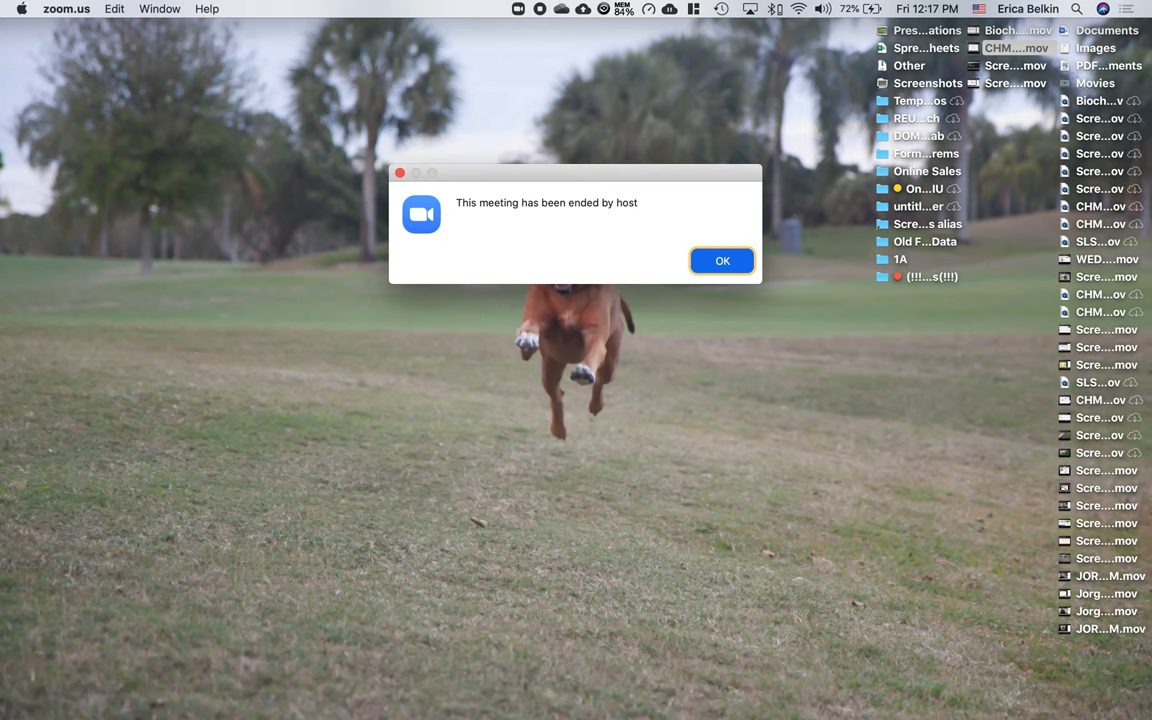 zoom.us Edit Window Help MEM 84% 72% Fri 12:17 PM Erica Belkin
This meeting has been ended by host
OK
Pres...ations
Spre...heets
Other
Screenshots
Temp...os
REU...ch
DOM...ab
Form...rems
Online Sales
On...IU
untitl...er
Scre...s alias
Old F...Data
1A
(!!!...s(!!!)
Bioch....mov
CHM....mov
Scre....mov
Scre....mov
Documents
Images
PDF...ments
Movies
Bioch...v
Scre...ov
Scre...ov
Scre...ov
Scre...ov
Scre...ov
CHM...ov
CHM...ov
SLS...ov
WED....mov
Scre....mov
CHM...ov
CHM...ov
Scre....mov
Scre....mov
Scre....mov
SLS...ov
CHM...ov
Scre...ov
Scre...ov
Scre...ov
Scre....mov
Scre....mov
Scre....mov
Scre....mov
Scre....mov
Scre....mov
JOR...M.mov
Jorg....mov
Jorg....mov
JOR...M.mov